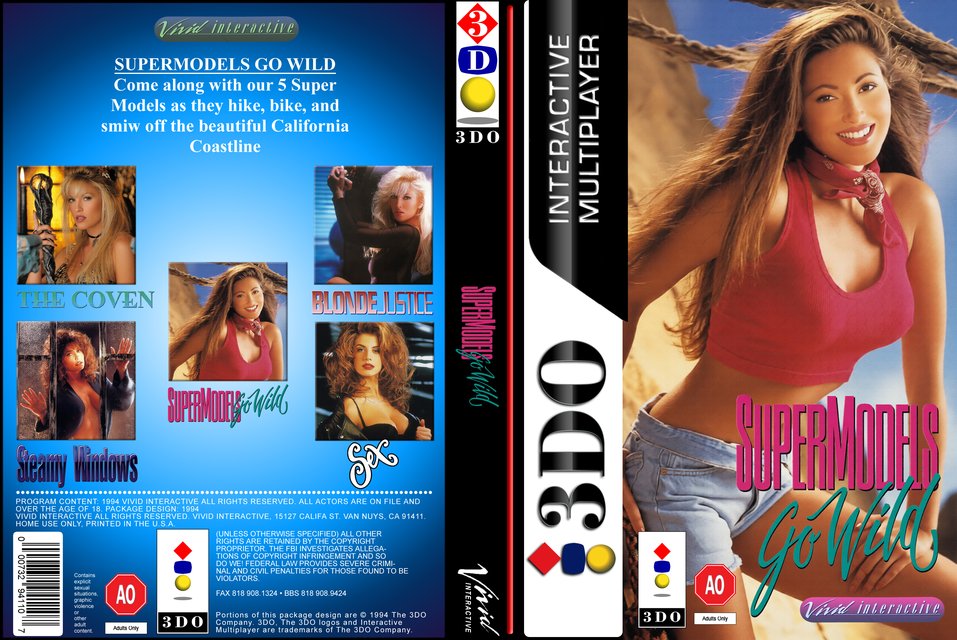 Vivid interactive
SUPERMODELS GO WILD
Come along with our 5 Super
Models as they hike, bike, and
smiw off the beautiful California
Coastline
THE COVEN
BLONDE JUSTICE
SUPERMODELS
Go Wild
Steamy Windows
Sex
PROGRAM CONTENT: 1994 VIVID INTERACTIVE ALL RIGHTS RESERVED. ALL ACTORS ARE ON FILE AND
OVER THE AGE OF 18. PACKAGE DESIGN: 1994
VIVID INTERACTIVE ALL RIGHTS RESERVED. VIVID INTERACTIVE, 15127 CALIFA ST. VAN NUYS, CA 91411.
HOME USE ONLY, PRINTED IN THE U.S.A.
0 00732 94110 7
Contains
explicit
sexual
situations,
graphic
violence
or
other
adult
content.
AO
Adults Only
3DO
(UNLESS OTHERWISE SPECIFIED) ALL OTHER
RIGHTS ARE RETAINED BY THE COPYRIGHT
PROPRIETOR. THE FBI INVESTIGATES ALLEGA-
TIONS OF COPYRIGHT INFRINGEMENT AND SO
DO WE! FEDERAL LAW PROVIDES SEVERE CRIMI-
NAL AND CIVIL PENALTIES FOR THOSE FOUND TO BE
VIOLATORS.
FAX 818 908.1324 • BBS 818 908.9424
Portions of this package design are © 1994 The 3DO
Company. 3DO, The 3DO logos and Interactive
Multiplayer are trademarks of The 3DO Company.
3
D
3DO
SUPERMODELS
Go Wild
Vivid
INTERACTIVE
INTERACTIVE
MULTIPLAYER
3DO
SUPERMODELS
Go Wild
3DO
AO
Adults Only
Vivid interactive